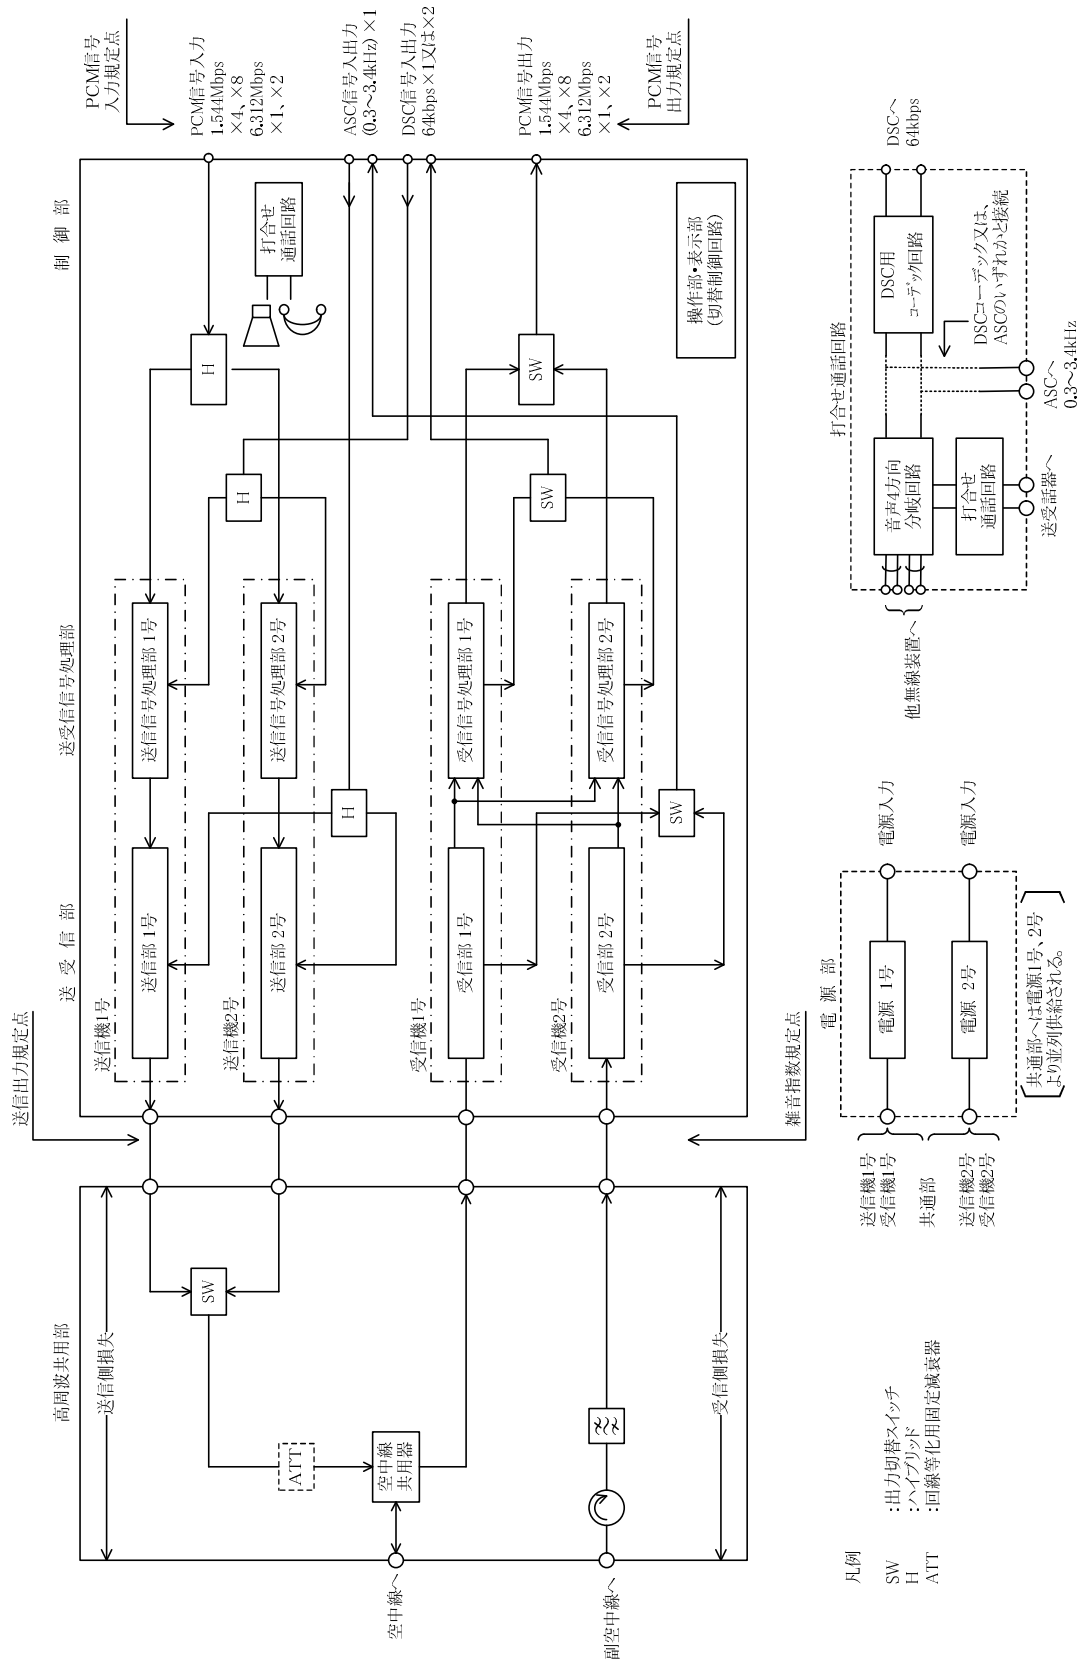 高周波共用部
送信側損失
SW
ATT
空中線
共用器
空中線へ
副空中線へ
受信側損失
送信出力規定点
雑音指数規定点
送 受 信 部
送受信信号処理部
制 御 部
送信機1号
送信部 1号
送信信号処理部 1号
送信機2号
送信部 2号
送信信号処理部 2号
H
H
H
受信機1号
受信部 1号
受信信号処理部 1号
受信機2号
受信部 2号
受信信号処理部 2号
SW
SW
SW
打合せ
通話回路
操作部・表示部
(切替制御回路)
PCM信号
入力規定点
PCM信号入力
1.544Mbps
×4、×8
6.312Mbps
×1、×2
ASC信号入出力
(0.3～3.4kHz) ×1
DSC信号入出力
64kbps ×1又は×2
PCM信号出力
1.544Mbps
×4、×8
6.312Mbps
×1、×2
PCM信号
出力規定点
凡例
SW :出力切替スイッチ
H :ハイブリッド
ATT :回線等化用固定減衰器
電 源 部
送信機1号
受信機1号
共通部
送信機2号
受信機2号
電源 1号
電源 2号
電源入力
電源入力
共通部へは電源1号、2号
より並列供給される。
打合せ通話回路
他無線装置へ
音声4方向
分岐回路
打合せ
通話回路
送受話器へ
DSC用
コーデック回路
DSCコーデック又は、
ASCのいずれかと接続
ASCへ
0.3～3.4kHz
DSCへ
64kbps